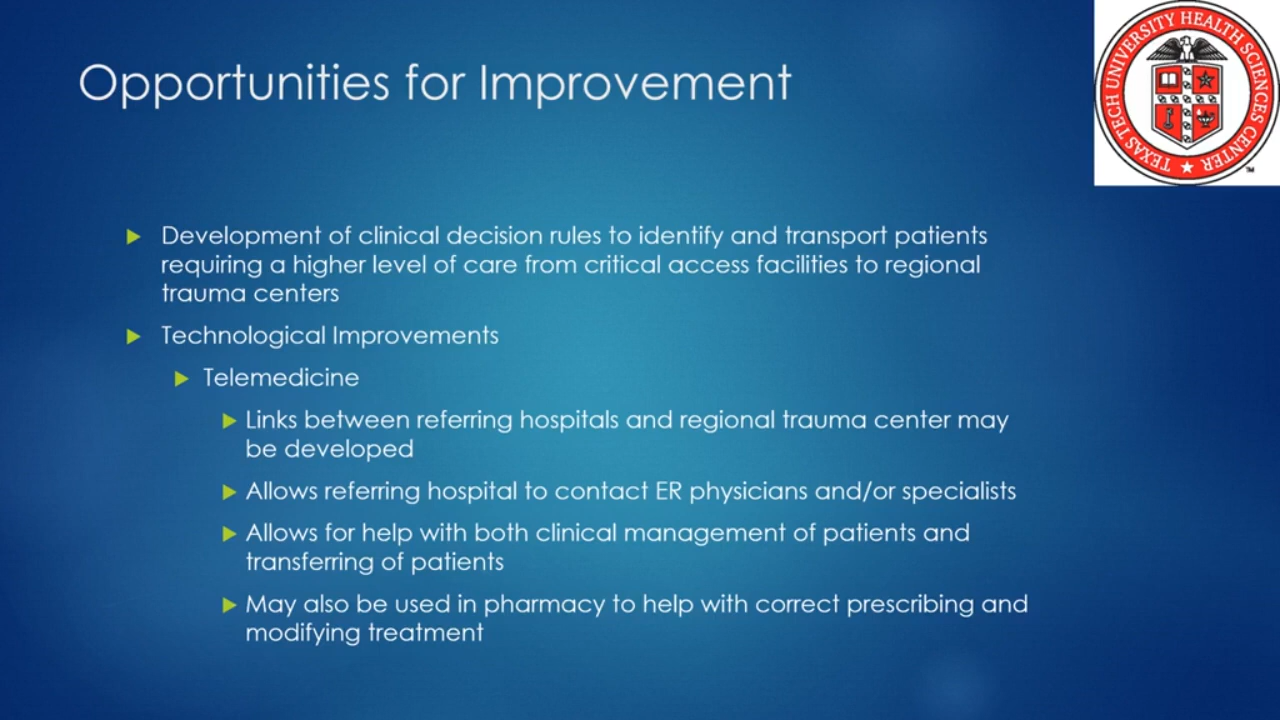 Opportunities for Improvement
TEXAS TECH UNIVERSITY HEALTH SCIENCES CENTER
TM
Development of clinical decision rules to identify and transport patients
requiring a higher level of care from critical access facilities to regional
trauma centers
Technological Improvements
Telemedicine
Links between referring hospitals and regional trauma center may
be developed
Allows referring hospital to contact ER physicians and/or specialists
Allows for help with both clinical management of patients and
transferring of patients
May also be used in pharmacy to help with correct prescribing and
modifying treatment